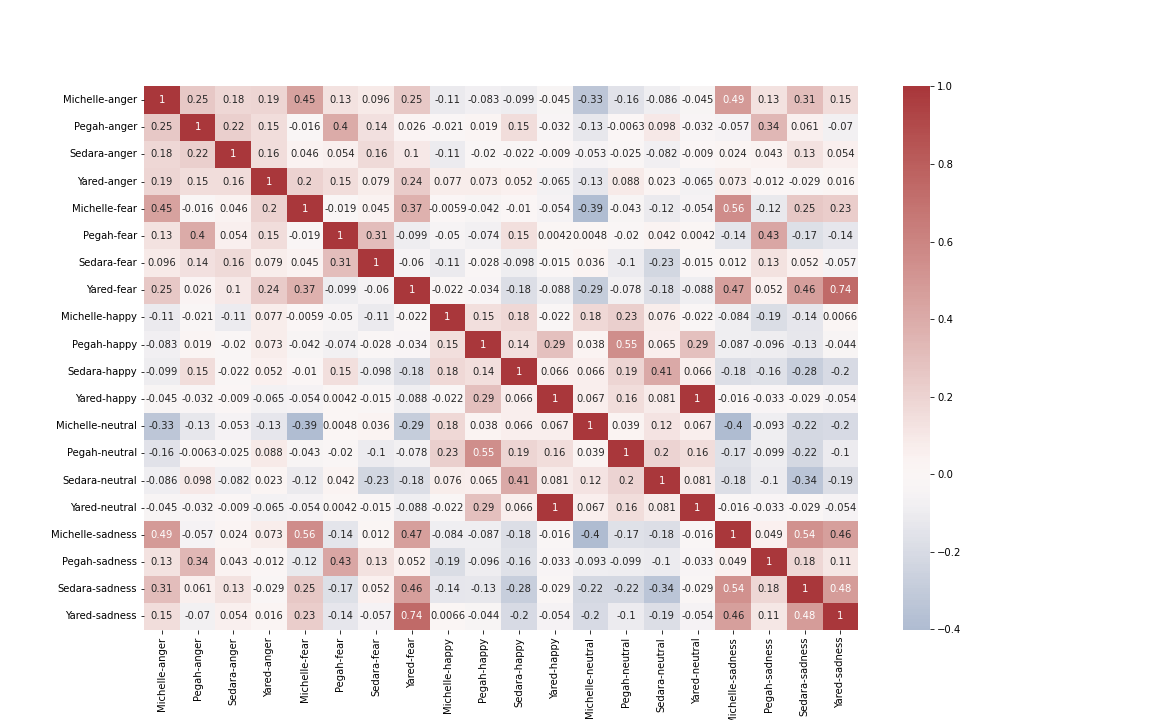 Michelle-anger 1 0.25 0.18 0.19 0.45 0.13 0.096 0.25 -0.11 -0.083 -0.099 -0.045 -0.33 -0.16 -0.086 -0.045 0.49 0.13 0.31 0.15
Pegah-anger 0.25 1 0.22 0.15 -0.016 0.4 0.14 0.026 -0.021 0.019 0.15 -0.032 -0.13 -0.0063 0.098 -0.032 -0.057 0.34 0.061 -0.07
Sedara-anger 0.18 0.22 1 0.16 0.046 0.054 0.16 0.1 -0.11 -0.02 -0.022 -0.009 -0.053 -0.025 -0.082 -0.009 0.024 0.043 0.13 0.054
Yared-anger 0.19 0.15 0.16 1 0.2 0.15 0.079 0.24 0.077 0.073 0.052 -0.065 -0.13 0.088 0.023 -0.065 0.073 -0.012 -0.029 0.016
Michelle-fear 0.45 -0.016 0.046 0.2 1 -0.019 0.045 0.37 -0.0059 -0.042 -0.01 -0.054 -0.39 -0.043 -0.12 -0.054 0.56 -0.12 0.25 0.23
Pegah-fear 0.13 0.4 0.054 0.15 -0.019 1 0.31 -0.099 -0.05 -0.074 0.15 0.0042 0.0048 -0.02 0.042 0.0042 -0.14 0.43 -0.17 -0.14
Sedara-fear 0.096 0.14 0.16 0.079 0.045 0.31 1 -0.06 -0.11 -0.028 -0.098 -0.015 0.036 -0.1 -0.23 -0.015 0.012 0.13 0.052 -0.057
Yared-fear 0.25 0.026 0.1 0.24 0.37 -0.099 -0.06 1 -0.022 -0.034 -0.18 -0.088 -0.29 -0.078 -0.18 -0.088 0.47 0.052 0.46 0.74
Michelle-happy -0.11 -0.021 -0.11 0.077 -0.0059 -0.05 -0.11 -0.022 1 0.15 0.18 -0.022 0.18 0.23 0.076 -0.022 -0.084 -0.19 -0.14 0.0066
Pegah-happy -0.083 0.019 -0.02 0.073 -0.042 -0.074 -0.028 -0.034 0.15 1 0.14 0.29 0.038 0.55 0.065 0.29 -0.087 -0.096 -0.13 -0.044
Sedara-happy -0.099 0.15 -0.022 0.052 -0.01 0.15 -0.098 -0.18 0.18 0.14 1 0.066 0.066 0.19 0.41 0.066 -0.18 -0.16 -0.28 -0.2
Yared-happy -0.045 -0.032 -0.009 -0.065 -0.054 0.0042 -0.015 -0.088 -0.022 0.29 0.066 1 0.067 0.16 0.081 1 -0.016 -0.033 -0.029 -0.054
Michelle-neutral -0.33 -0.13 -0.053 -0.13 -0.39 0.0048 0.036 -0.29 0.18 0.038 0.066 0.067 1 0.039 0.12 0.067 -0.4 -0.093 -0.22 -0.2
Pegah-neutral -0.16 -0.0063 -0.025 0.088 -0.043 -0.02 -0.1 -0.078 0.23 0.55 0.19 0.16 0.039 1 0.2 0.16 -0.17 -0.099 -0.22 -0.1
Sedara-neutral -0.086 0.098 -0.082 0.023 -0.12 0.042 -0.23 -0.18 0.076 0.065 0.41 0.081 0.12 0.2 1 0.081 -0.18 -0.1 -0.34 -0.19
Yared-neutral -0.045 -0.032 -0.009 -0.065 -0.054 0.0042 -0.015 -0.088 -0.022 0.29 0.066 1 0.067 0.16 0.081 1 -0.016 -0.033 -0.029 -0.054
Michelle-sadness 0.49 -0.057 0.024 0.073 0.56 -0.14 0.012 0.47 -0.084 -0.087 -0.18 -0.016 -0.4 -0.17 -0.18 -0.016 1 0.049 0.54 0.46
Pegah-sadness 0.13 0.34 0.043 -0.012 -0.12 0.43 0.13 0.052 -0.19 -0.096 -0.16 -0.033 -0.093 -0.099 -0.1 -0.033 0.049 1 0.18 0.11
Sedara-sadness 0.31 0.061 0.13 -0.029 0.25 -0.17 0.052 0.46 -0.14 -0.13 -0.28 -0.029 -0.22 -0.22 -0.34 -0.029 0.54 0.18 1 0.48
Yared-sadness 0.15 -0.07 0.054 0.016 0.23 -0.14 -0.057 0.74 0.0066 -0.044 -0.2 -0.054 -0.2 -0.1 -0.19 -0.054 0.46 0.11 0.48 1
Michelle-anger
Pegah-anger
Sedara-anger
Yared-anger
Michelle-fear
Pegah-fear
Sedara-fear
Yared-fear
Michelle-happy
Pegah-happy
Sedara-happy
Yared-happy
Michelle-neutral
Pegah-neutral
Sedara-neutral
Yared-neutral
Michelle-sadness
Pegah-sadness
Sedara-sadness
Yared-sadness
1.0
0.8
0.6
0.4
0.2
0.0
−0.2
−0.4